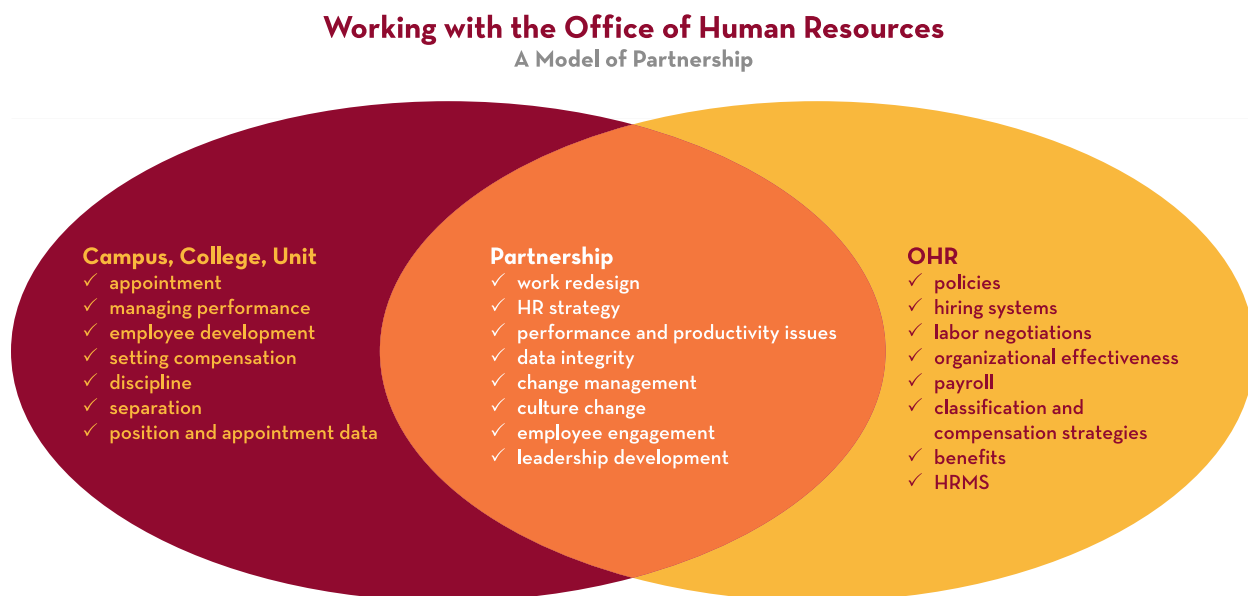 Working with the Office of Human Resources
A Model of Partnership
Campus, College, Unit
✓ appointment
✓ managing performance
✓ employee development
✓ setting compensation
✓ discipline
✓ separation
✓ position and appointment data
Partnership
✓ work redesign
✓ HR strategy
✓ performance and productivity issues
✓ data integrity
✓ change management
✓ culture change
✓ employee engagement
✓ leadership development
OHR
✓ policies
✓ hiring systems
✓ labor negotiations
✓ organizational effectiveness
✓ payroll
✓ classification and
compensation strategies
✓ benefits
✓ HRMS